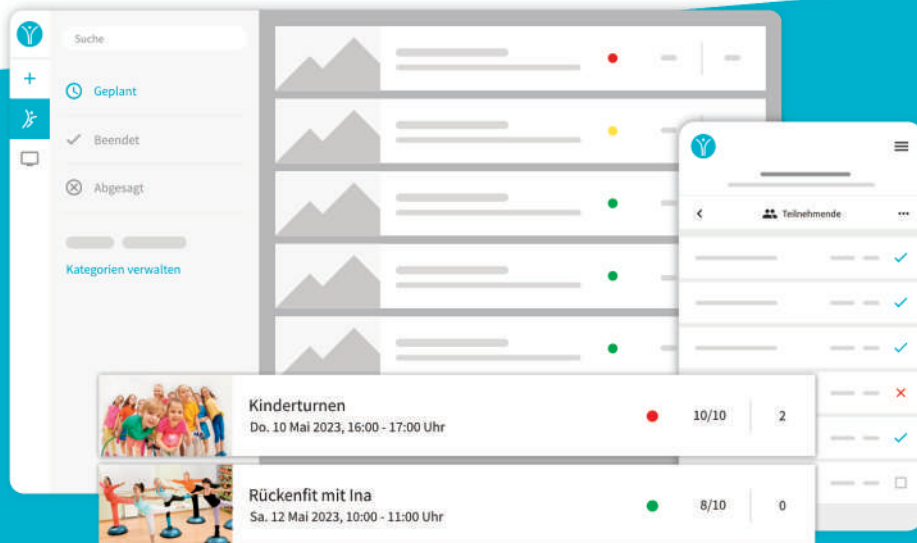 Suche
Geplant
Beendet
Abgesagt
Kategorien verwalten
Teilnehmende
Kinderturnen
Do. 10 Mai 2023, 16:00 - 17:00 Uhr
10/10
2
Rückenfit mit Ina
Sa. 12 Mai 2023, 10:00 - 11:00 Uhr
8/10
0